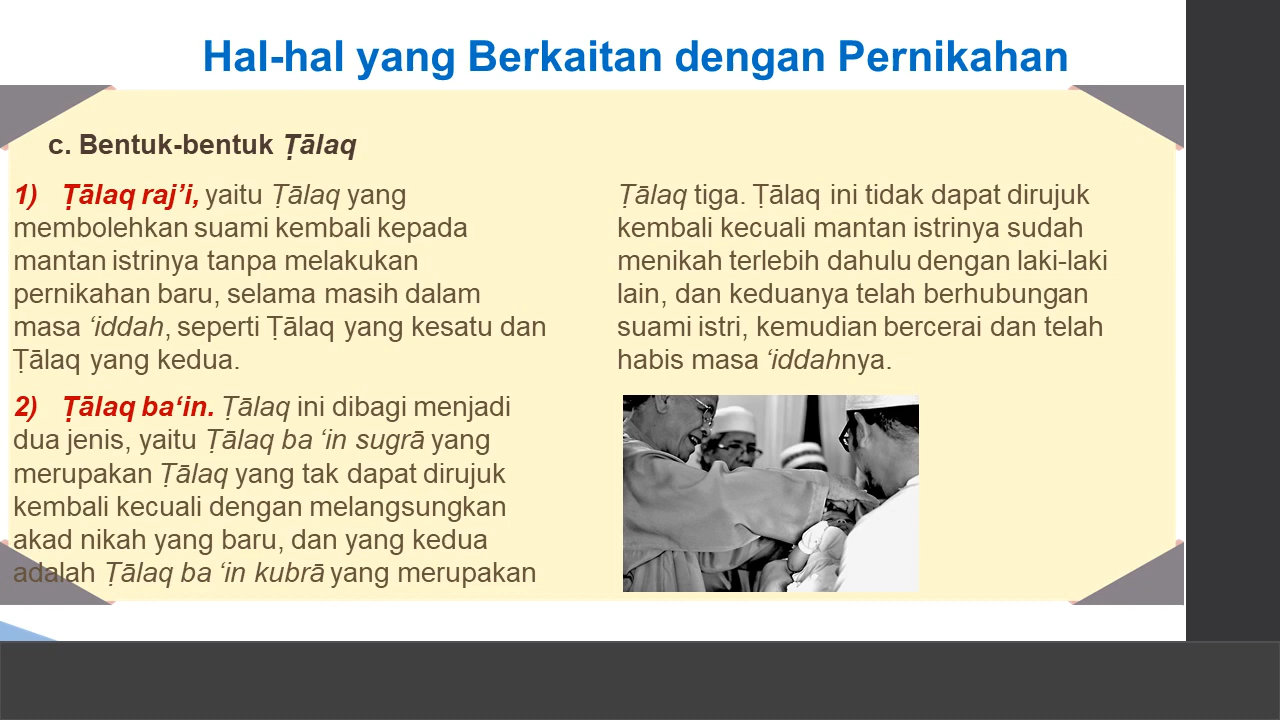 Hal-hal yang Berkaitan dengan Pernikahan
c. Bentuk-bentuk Ṭālaq
1) Ṭālaq raj’i, yaitu Ṭālaq yang
membolehkan suami kembali kepada
mantan istrinya tanpa melakukan
pernikahan baru, selama masih dalam
masa ‘iddah, seperti Ṭālaq yang kesatu dan
Ṭālaq yang kedua.
2) Ṭālaq ba‘in. Ṭālaq ini dibagi menjadi
dua jenis, yaitu Ṭālaq ba ‘in sugrā yang
merupakan Ṭālaq yang tak dapat dirujuk
kembali kecuali dengan melangsungkan
akad nikah yang baru, dan yang kedua
adalah Ṭālaq ba ‘in kubrā yang merupakan
Ṭālaq tiga. Ṭālaq ini tidak dapat dirujuk
kembali kecuali mantan istrinya sudah
menikah terlebih dahulu dengan laki-laki
lain, dan keduanya telah berhubungan
suami istri, kemudian bercerai dan telah
habis masa ‘iddahnya.